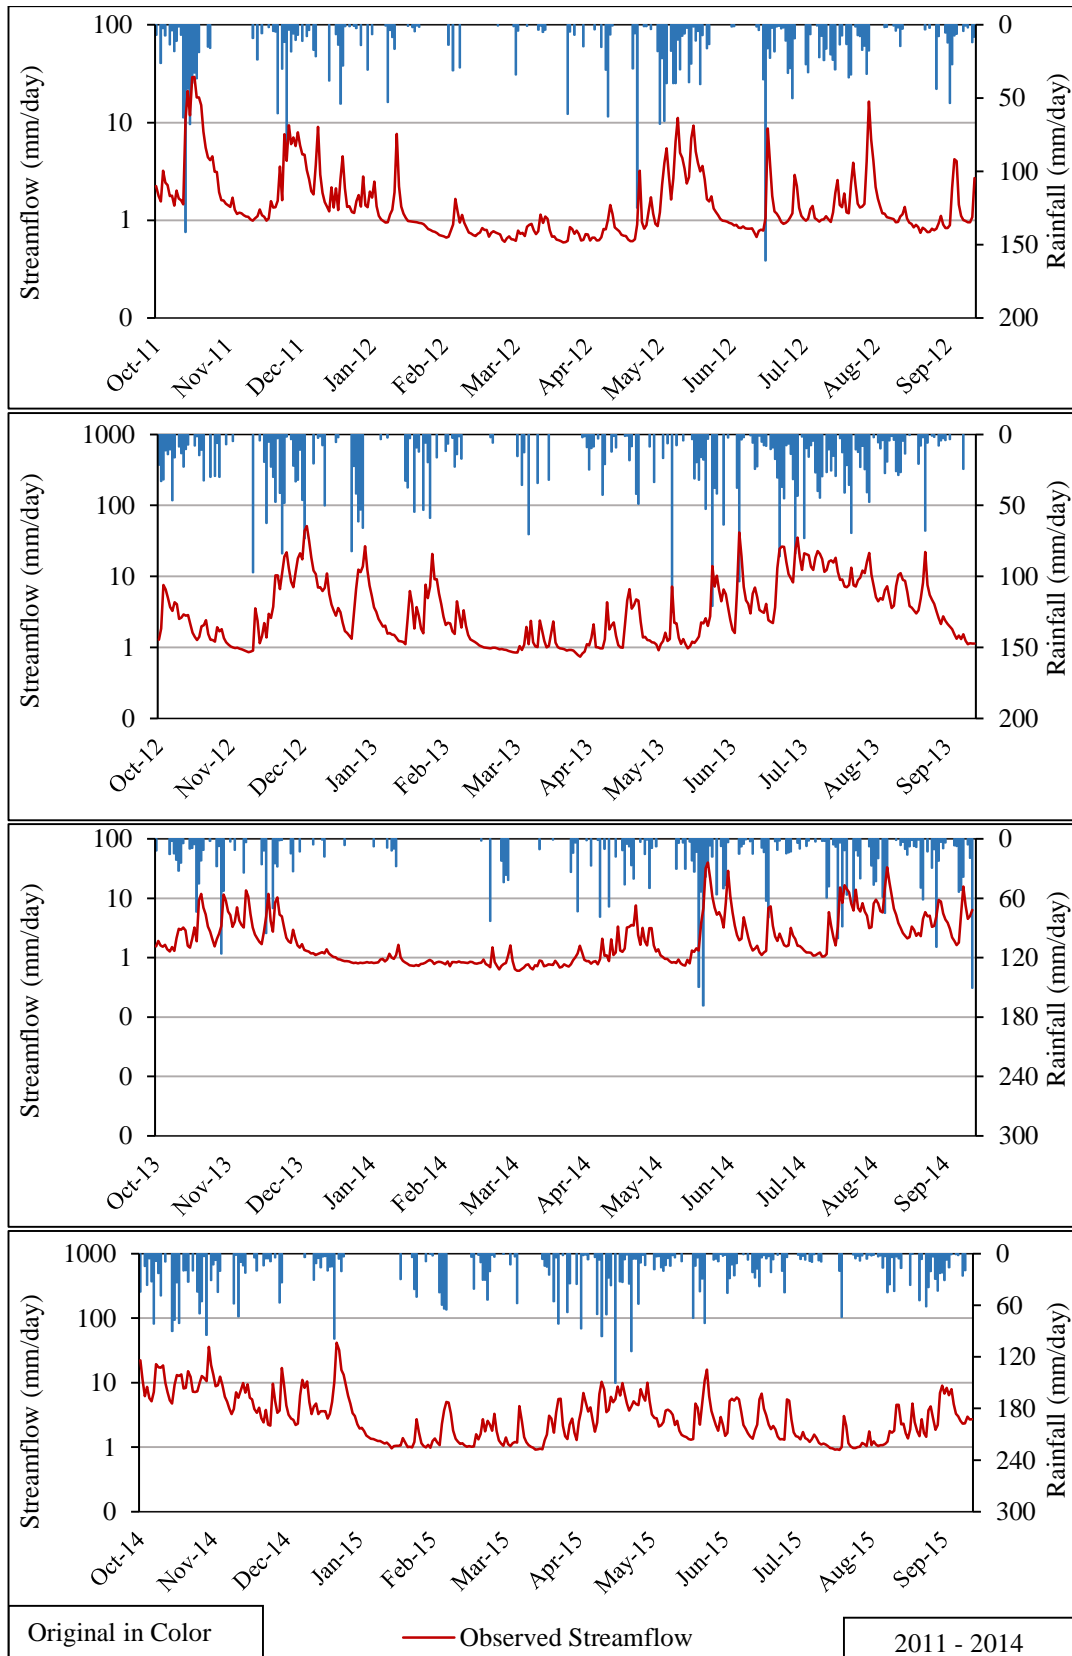 100
10
1
0
0
50
100
150
200
Streamflow (mm/day)
Rainfall (mm/day)
Oct-11
Nov-11
Dec-11
Jan-12
Feb-12
Mar-12
Apr-12
May-12
Jun-12
Jul-12
Aug-12
Sep-12
1000
100
10
1
0
0
50
100
150
200
Streamflow (mm/day)
Rainfall (mm/day)
Oct-12
Nov-12
Dec-12
Jan-13
Feb-13
Mar-13
Apr-13
May-13
Jun-13
Jul-13
Aug-13
Sep-13
100
10
1
0
0
0
0
60
120
180
240
300
Streamflow (mm/day)
Rainfall (mm/day)
Oct-13
Nov-13
Dec-13
Jan-14
Feb-14
Mar-14
Apr-14
May-14
Jun-14
Jul-14
Aug-14
Sep-14
1000
100
10
1
0
0
60
120
180
240
300
Streamflow (mm/day)
Rainfall (mm/day)
Oct-14
Nov-14
Dec-14
Jan-15
Feb-15
Mar-15
Apr-15
May-15
Jun-15
Jul-15
Aug-15
Sep-15
Original in Color
Observed Streamflow
2011 - 2014